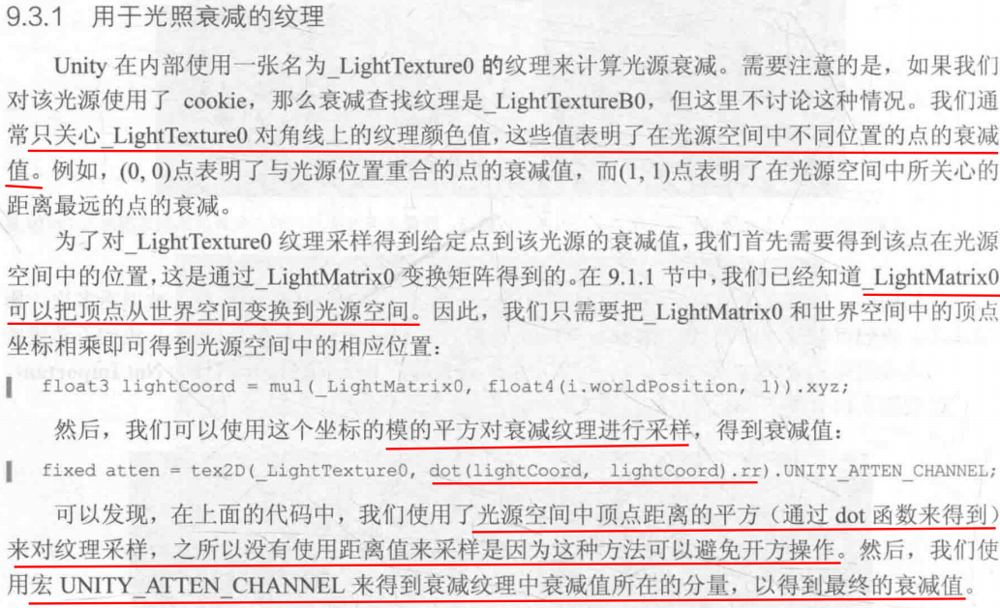 9.3.1 用于光照衰减的纹理
Unity 在内部使用一张名为_LightTexture0 的纹理来计算光源衰减。需要注意的是，如果我们
对该光源使用了 cookie，那么衰减查找纹理是_LightTextureB0，但这里不讨论这种情况。我们通
常只关心_LightTexture0 对角线上的纹理颜色值，这些值表明了在光源空间中不同位置的点的衰减
值。例如，(0, 0)点表明了与光源位置重合的点的衰减值，而(1, 1)点表明了在光源空间中所关心的
距离最远的点的衰减。
为了对_LightTexture0 纹理采样得到给定点到该光源的衰减值，我们首先需要得到该点在光源
空间中的位置，这是通过_LightMatrix0 变换矩阵得到的。在 9.1.1 节中，我们已经知道_LightMatrix0
可以把顶点从世界空间变换到光源空间。因此，我们只需要把_LightMatrix0 和世界空间中的顶点
坐标相乘即可得到光源空间中的相应位置：
float3 lightCoord = mul(_LightMatrix0, float4(i.worldPosition, 1)).xyz;
然后，我们可以使用这个坐标的模的平方对衰减纹理进行采样，得到衰减值：
fixed atten = tex2D(_LightTexture0, dot(lightCoord, lightCoord).rr).UNITY_ATTEN_CHANNEL;
可以发现，在上面的代码中，我们使用了光源空间中顶点距离的平方（通过 dot 函数来得到）
来对纹理采样，之所以没有使用距离值来采样是因为这种方法可以避免开方操作。然后，我们使
用宏 UNITY_ATTEN_CHANNEL 来得到衰减纹理中衰减值所在的分量，以得到最终的衰减值。